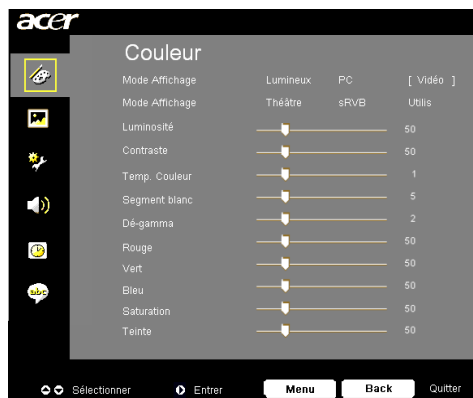 acer
Couleur
Mode Affichage Lumineux PC [ Vidéo ]
Mode Affichage Théâtre sRVB Utilis
Luminosité 50
Contraste 50
Temp. Couleur 1
Segment blanc 5
Dé-gamma 2
Rouge 50
Vert 50
Bleu 50
Saturation 50
Teinte 50
abc
Sélectionner Entrer Menu Back Quitter